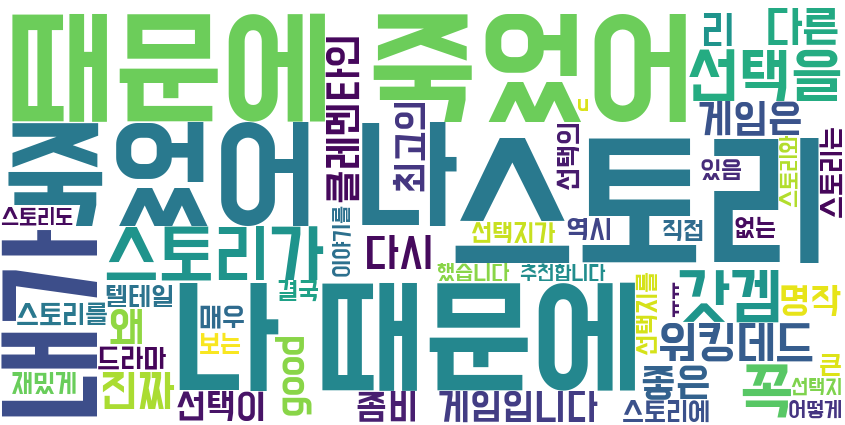 때문에 죽었어
리
다른
선택을
클레멘타인
최고의
게임은
ㄴ
죽었어
나
스토리
선택의
있음
스토리와
스토리는
스토리도
스토리가
이야기를
다시
선택지가
역시
직접
없는
내가
했습니다
추천합니다
결국
텔테일
스토리를
왜
매우
나 때문에
선택지를
ㅠㅠ
갓겜
명작
드라마
보는
good
워킹데드
큰
재밌게
진짜
선택이
좀비
게임입니다
좋은
스토리에
꼭
선택지
어떻게